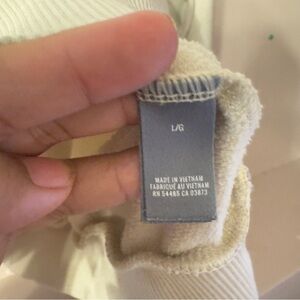 L/G
MADE IN VIETNAM
FABRIQUÉ AU VIETNAM
RN 54485 CA 03873